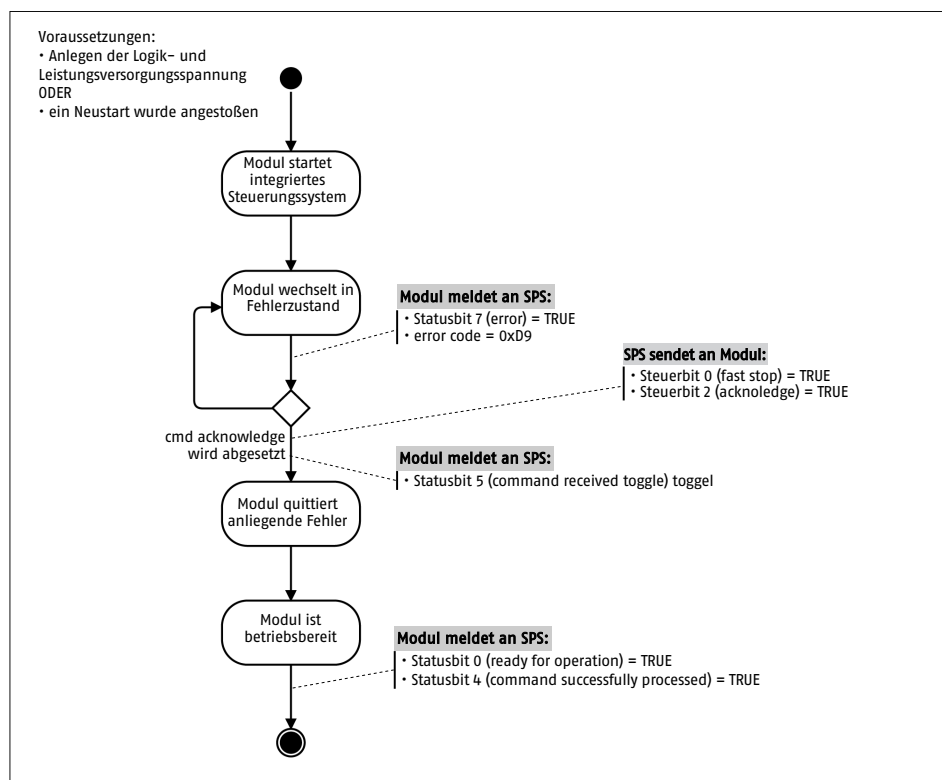 Voraussetzungen:
• Anlegen der Logik- und
Leistungsversorgungsspannung
ODER
• ein Neustart wurde angestoßen
Modul startet
integriertes
Steuerungssystem
Modul wechselt in
Fehlerzustand
Modul meldet an SPS:
• Statusbit 7 (error) = TRUE
• error code = 0xD9
SPS sendet an Modul:
• Steuerbit 0 (fast stop) = TRUE
• Steuerbit 2 (acknoledge) = TRUE
cmd acknowledge
wird abgesetzt
Modul meldet an SPS:
• Statusbit 5 (command received toggle) toggel
Modul quittiert
anliegende Fehler
Modul ist
betriebsbereit
Modul meldet an SPS:
• Statusbit 0 (ready for operation) = TRUE
• Statusbit 4 (command successfully processed) = TRUE